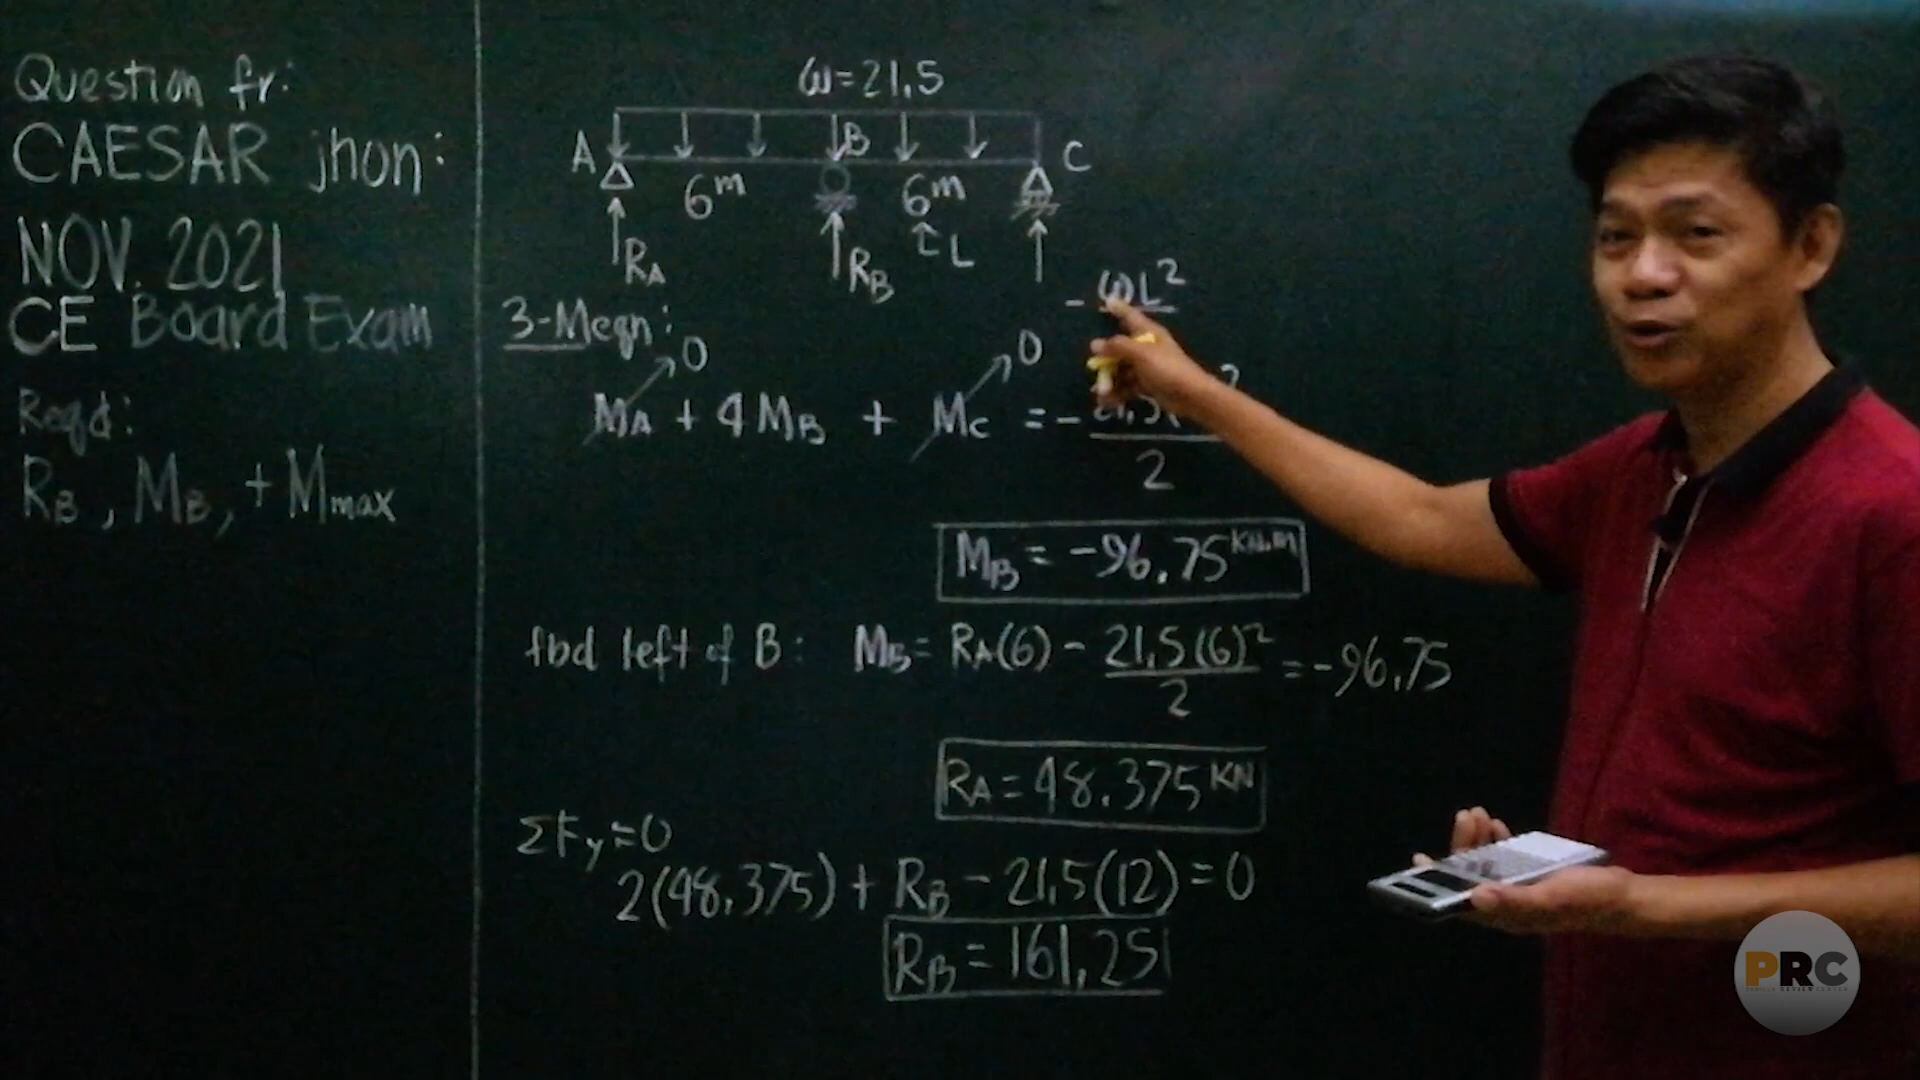 Question fr:
CAESAR jhon:
NOV. 2021
CE Board Exam
Reqd:
RB, MB, +Mmax
ω=21.5
A B C
6m 6m
RA RB L
3-Meqn:
- ωL²
0 0
MA + 4MB + MC = -
2
MB = -96.75 KN.m
fbd left of B: MB = RA(6) - 21.5(6)² / 2 = -96.75
RA = 48.375 KN
ΣFy=0
2(48.375) + RB - 21.5(12) = 0
RB = 161.25
PRC
REVIEW CENTER